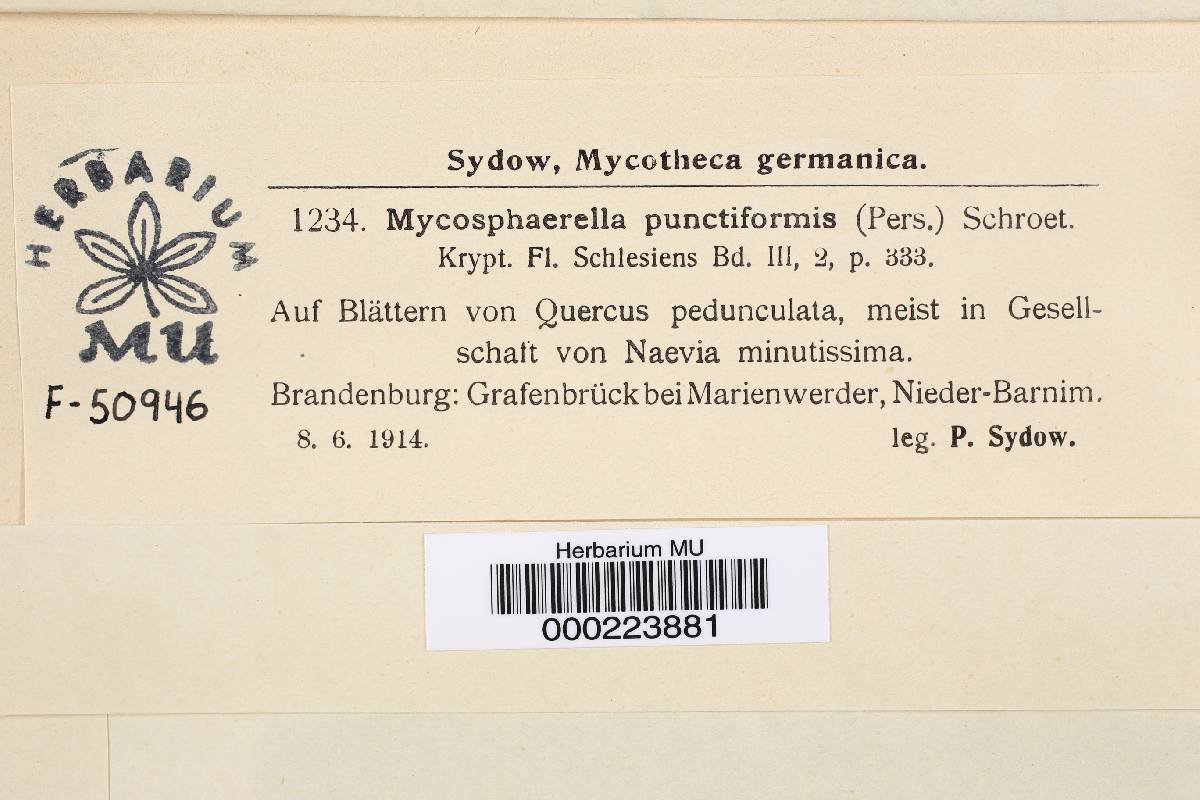 HERBARIUM
MU
F-50946
Sydow, Mycotheca germanica.
1234. Mycosphaerella punctiformis (Pers.) Schroet.
Krypt. Fl. Schlesiens Bd. III, 2, p. 333.
Auf Blättern von Quercus pedunculata, meist in Gesell-
schaft von Naevia minutissima.
Brandenburg: Grafenbrück bei Marienwerder, Nieder-Barnim.
8. 6. 1914.
leg. P. Sydow.
Herbarium MU
000223881